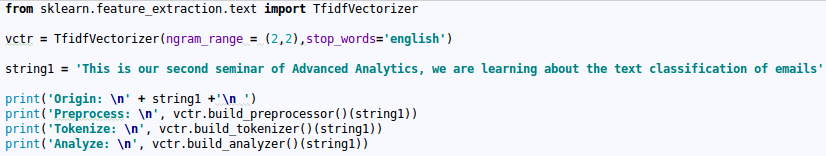 from sklearn.feature_extraction.text import TfidfVectorizer
vctr = TfidfVectorizer(ngram_range = (2,2),stop_words='english')
string1 = 'This is our second seminar of Advanced Analytics, we are learning about the text classification of emails'
print('Origin: \n' + string1 +'\n ')
print('Preprocess: \n', vctr.build_preprocessor()(string1))
print('Tokenize: \n', vctr.build_tokenizer()(string1))
print('Analyze: \n', vctr.build_analyzer()(string1))